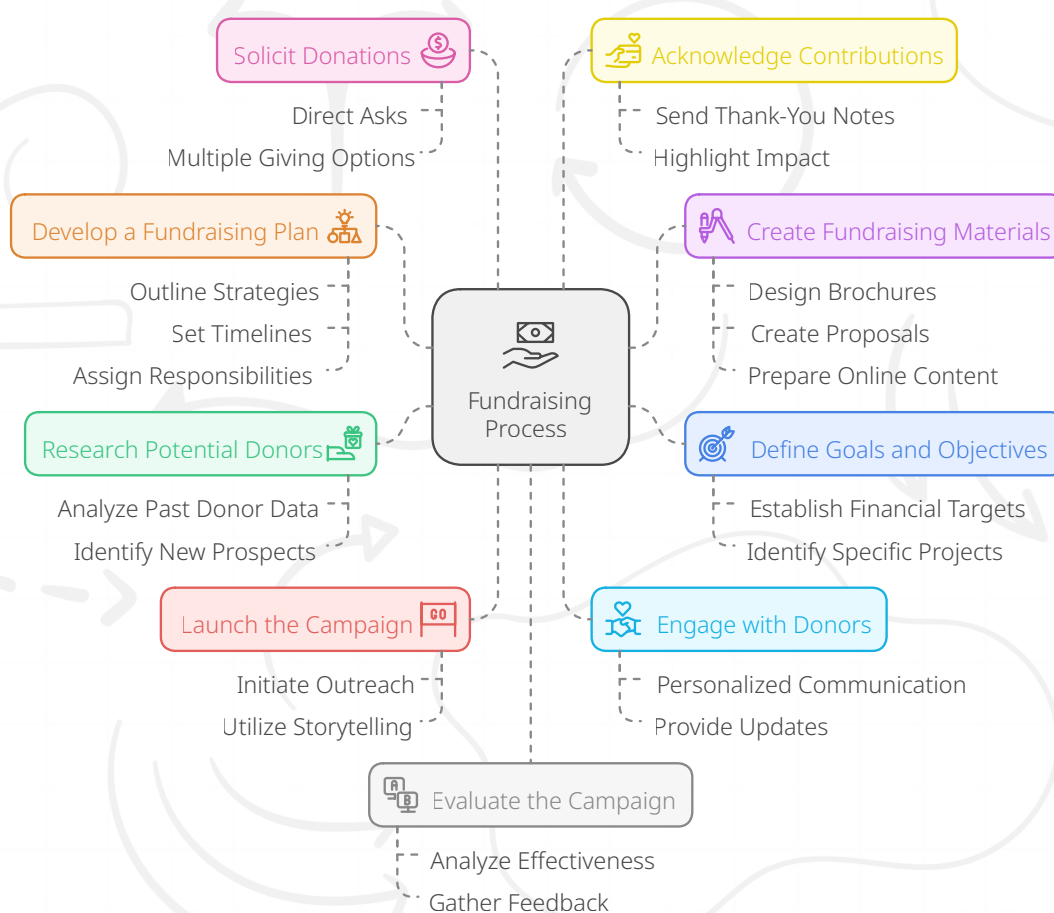 Solicit Donations
Direct Asks
Multiple Giving Options
Acknowledge Contributions
Send Thank-You Notes
Highlight Impact
Develop a Fundraising Plan
Outline Strategies
Set Timelines
Assign Responsibilities
Create Fundraising Materials
Design Brochures
Create Proposals
Prepare Online Content
$
Fundraising
Process
Research Potential Donors
Analyze Past Donor Data
Identify New Prospects
Define Goals and Objectives
Establish Financial Targets
Identify Specific Projects
Launch the Campaign
GO
Initiate Outreach
Utilize Storytelling
Engage with Donors
Personalized Communication
Provide Updates
A
B
Evaluate the Campaign
Analyze Effectiveness
Gather Feedback